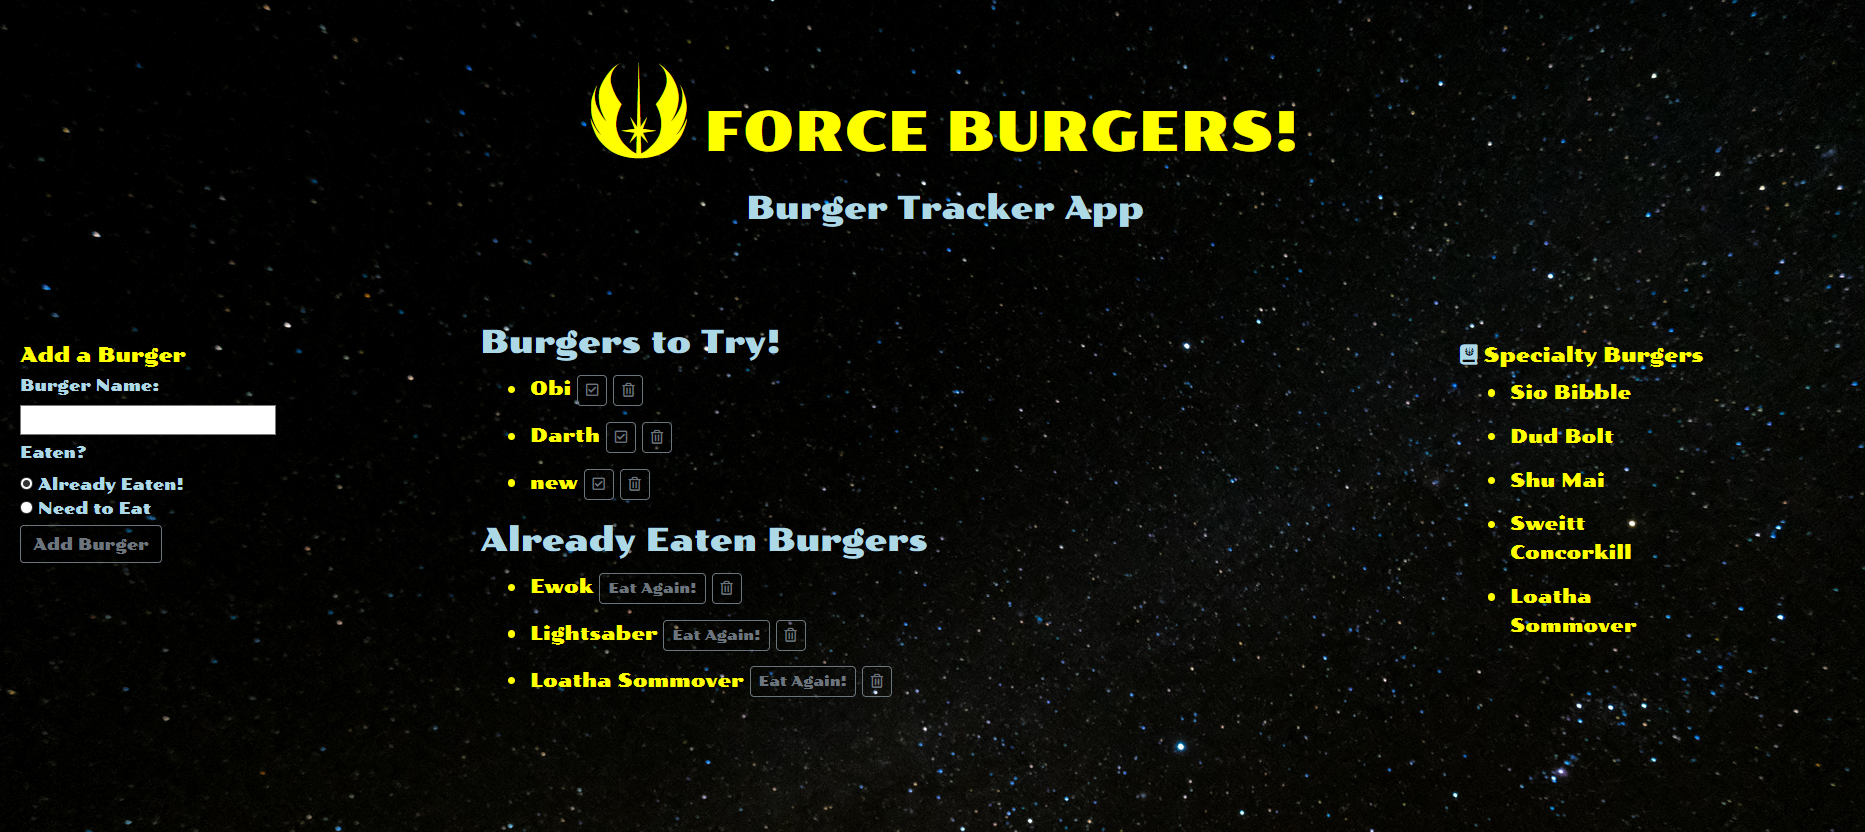 FORCE BURGERS!
Burger Tracker App
Add a Burger
Burger Name:
Eaten?
Already Eaten!
Need to Eat
Add Burger
Burgers to Try!
Obi
Darth
new
Already Eaten Burgers
Ewok Eat Again!
Lightsaber Eat Again!
Loatha Sommover Eat Again!
Specialty Burgers
Sio Bibble
Dud Bolt
Shu Mai
Sweitt
Concorkill
Loatha
Sommover